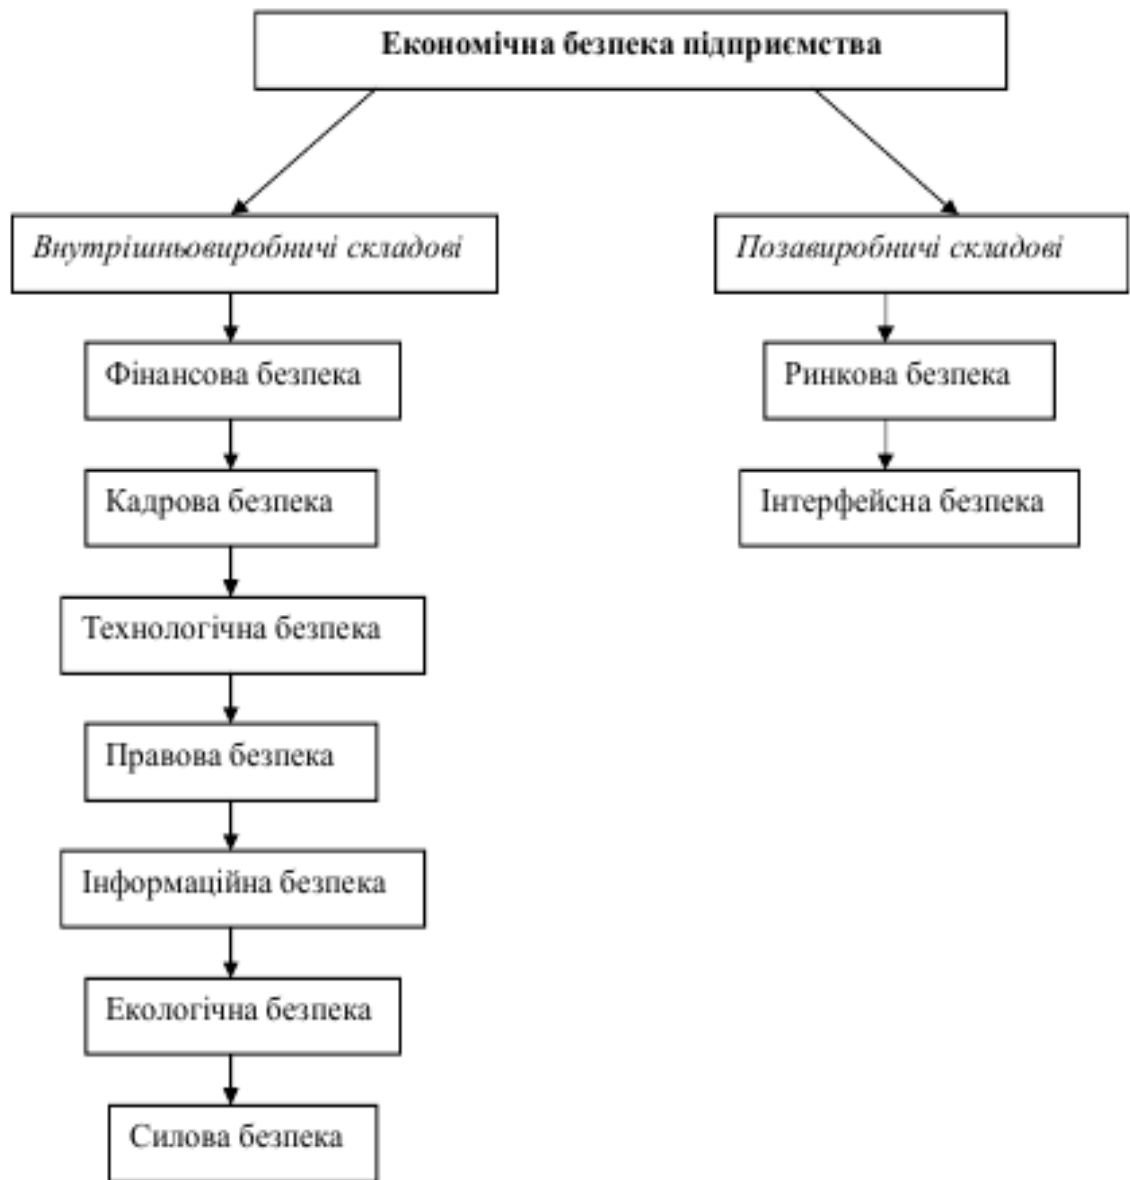 Економічна безпека підприємства
Внутрішньовиробничі складові
Позавиробничі складові
Фінансова безпека
Ринкова безпека
Кадрова безпека
Інтерфейсна безпека
Технологічна безпека
Правова безпека
Інформаційна безпека
Екологічна безпека
Силова безпека